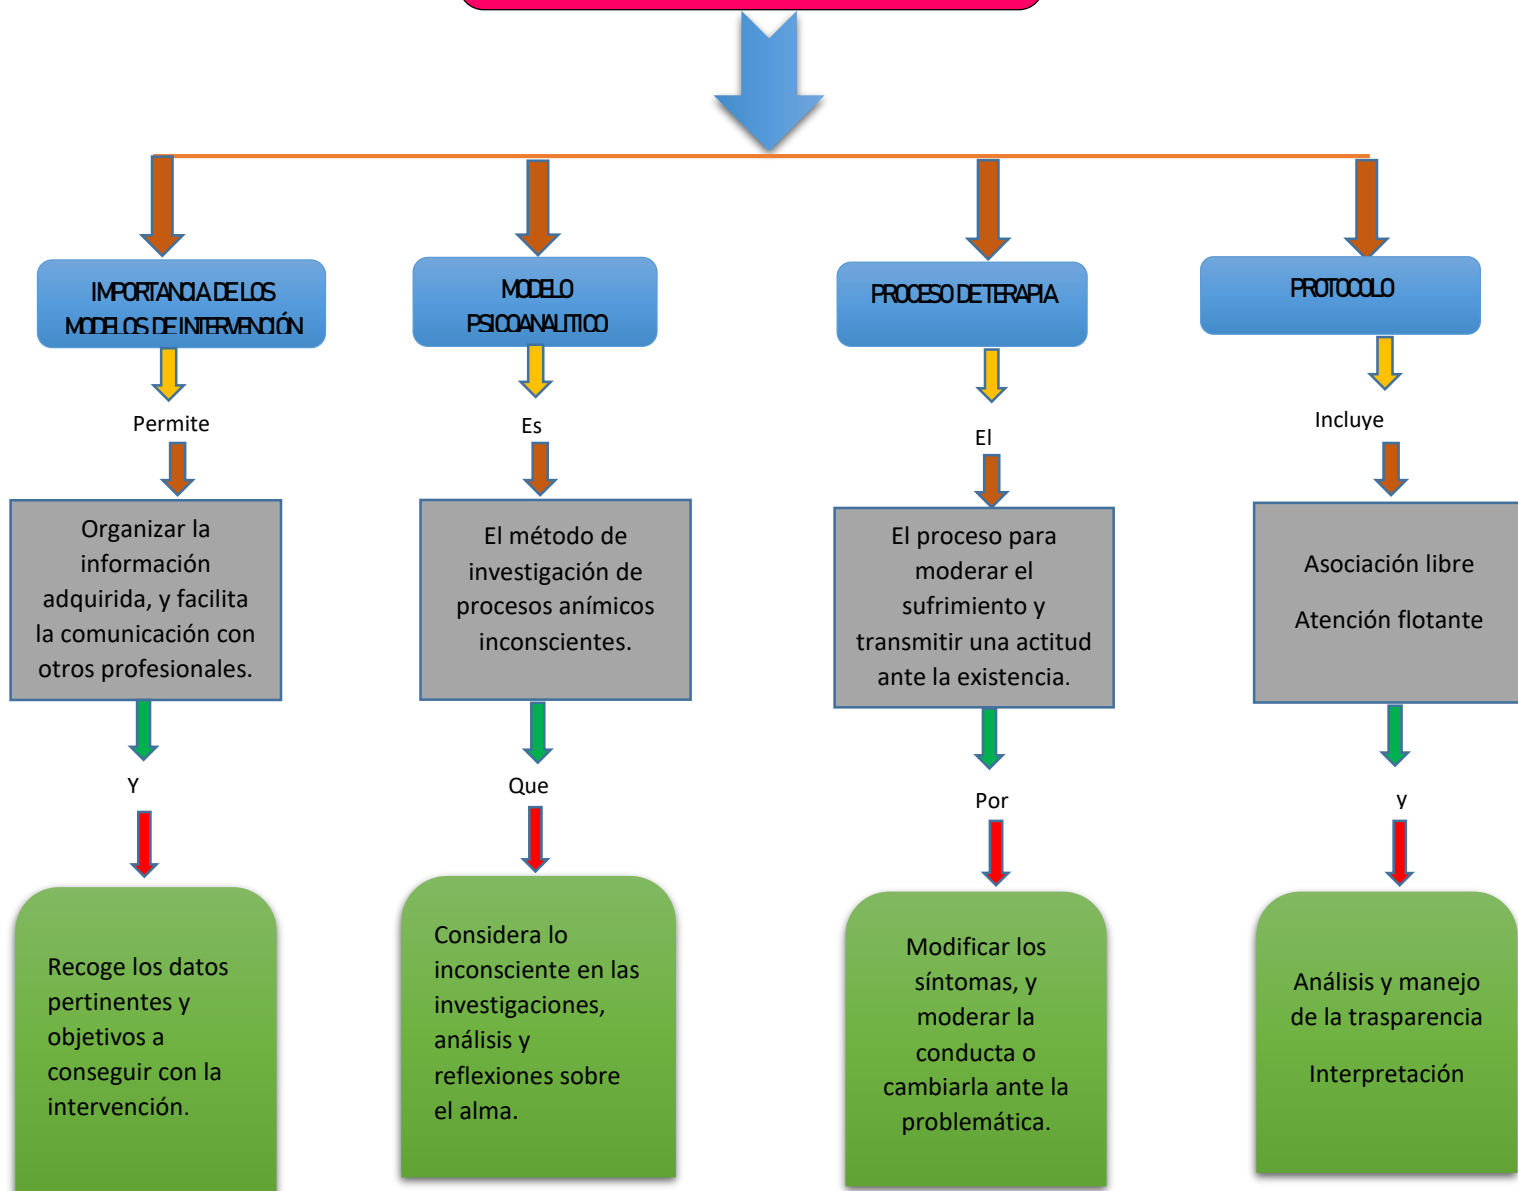 IMPORTANCIA DE LOS
MODELOS DE INTERVENCIÓN
Permite
Organizar la
información
adquirida, y facilita
la comunicación con
otros profesionales.
Y
Recoge los datos
pertinentes y
objetivos a
conseguir con la
intervención.
MODELO
PSICOANALITICO
Es
El método de
investigación de
procesos anímicos
inconscientes.
Que
Considera lo
inconsciente en las
investigaciones,
análisis y
reflexiones sobre
el alma.
PROCESO DE TERAPIA
El
El proceso para
moderar el
sufrimiento y
transmitir una actitud
ante la existencia.
Por
Modificar los
síntomas, y
moderar la
conducta o
cambiarla ante la
problemática.
PROTOCOLO
Incluye
Asociación libre
Atención flotante
y
Análisis y manejo
de la trasparencia
Interpretación